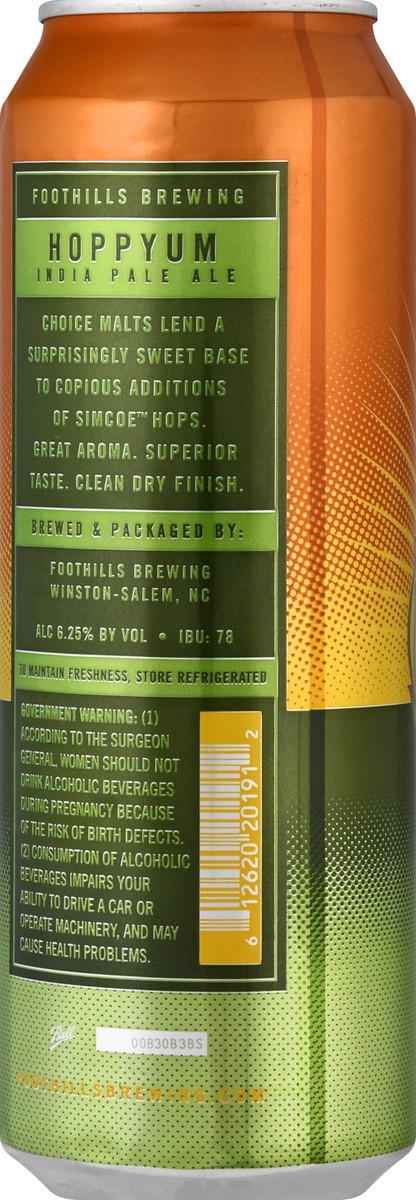 FOOTHILLS BREWING
HOPPYUM
INDIA PALE ALE
CHOICE MALTS LEND A
SURPRISINGLY SWEET BASE
TO COPIOUS ADDITIONS
OF SIMCOE™ HOPS.
GREAT AROMA. SUPERIOR
TASTE. CLEAN DRY FINISH.
BREWED & PACKAGED BY:
FOOTHILLS BREWING
WINSTON-SALEM, NC
ALC 6.25% BY VOL • IBU: 78
TO MAINTAIN FRESHNESS, STORE REFRIGERATED
GOVERNMENT WARNING: (1)
ACCORDING TO THE SURGEON
GENERAL, WOMEN SHOULD NOT
DRINK ALCOHOLIC BEVERAGES
DURING PREGNANCY BECAUSE
OF THE RISK OF BIRTH DEFECTS.
(2) CONSUMPTION OF ALCOHOLIC
BEVERAGES IMPAIRS YOUR
ABILITY TO DRIVE A CAR OR
OPERATE MACHINERY, AND MAY
CAUSE HEALTH PROBLEMS.
6 12620 20191 2
Ball
00830B3BS
FOOTHILLSBREWING.COM